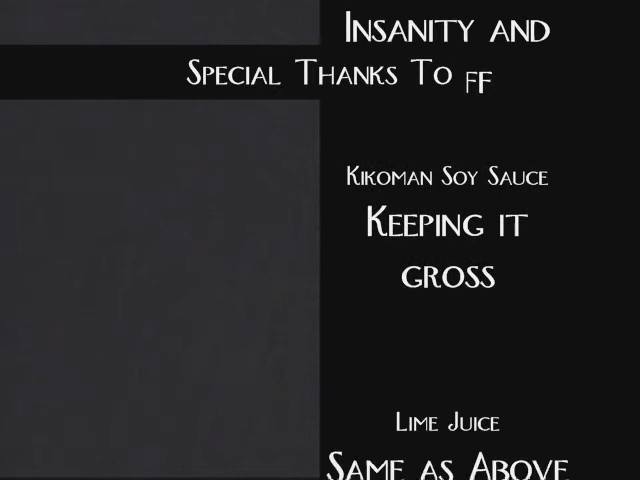 Insanity and
Special Thanks To
FF
Kikoman Soy Sauce
Keeping it
gross
Lime Juice
Same as Above